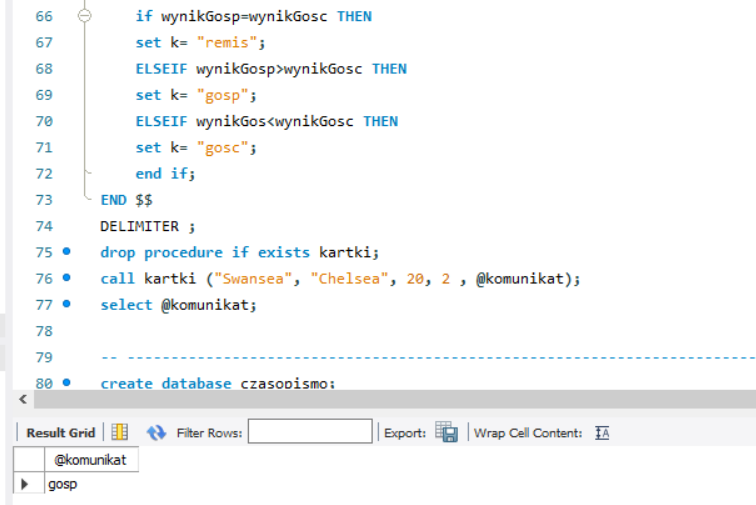 66 if wynikGosp=wynikGosc THEN
67 set k= "remis";
68 ELSEIF wynikGosp>wynikGosc THEN
69 set k= "gosp";
70 ELSEIF wynikGos<wynikGosc THEN
71 set k= "gosc";
72 end if;
73 END $$
74 DELIMITER ;
75 drop procedure if exists kartki;
76 call kartki ("Swansea", "Chelsea", 20, 2 , @komunikat);
77 select @komunikat;
78
79 -- ------------------------------------------------------------------------
80 create database czasopismo;
Result Grid Filter Rows: Export: Wrap Cell Content: IA
@komunikat
gosp